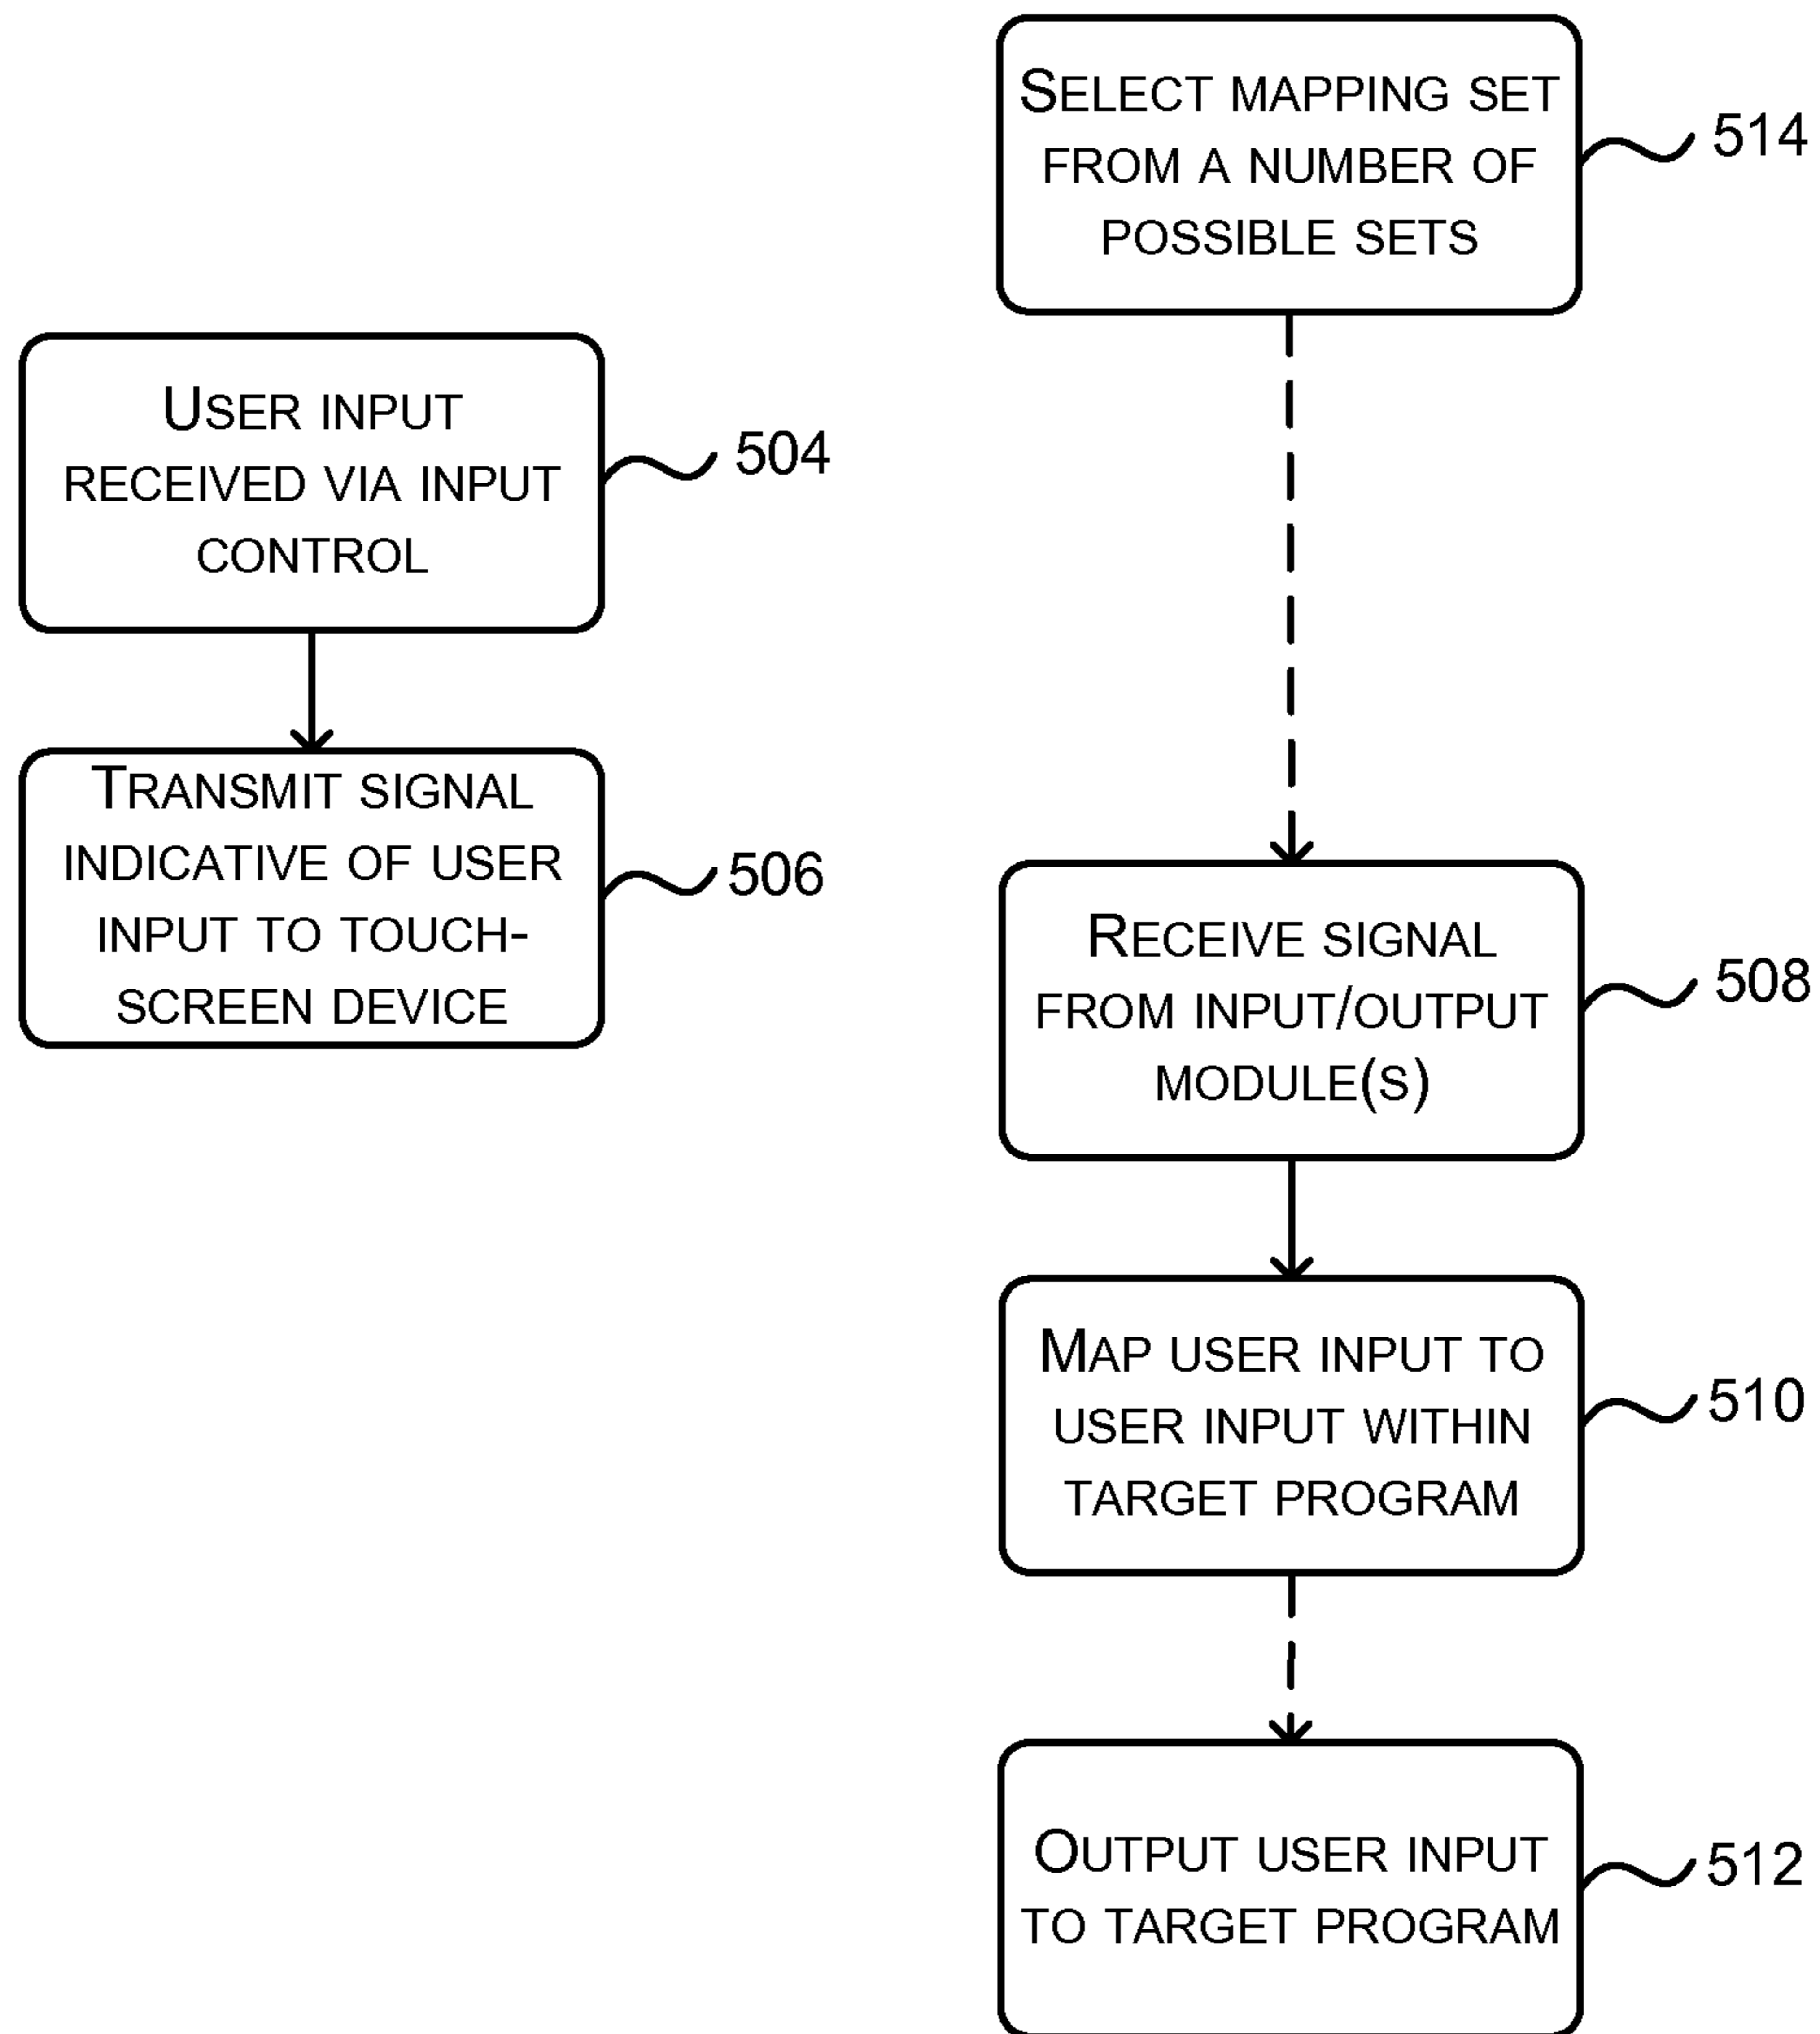 User input
received via input
control
504
Transmit signal
indicative of user
input to touch-
screen device
506
Select mapping set
from a number of
possible sets
514
Receive signal
from input/output
module(s)
508
Map user input to
user input within
target program
510
Output user input
to target program
512